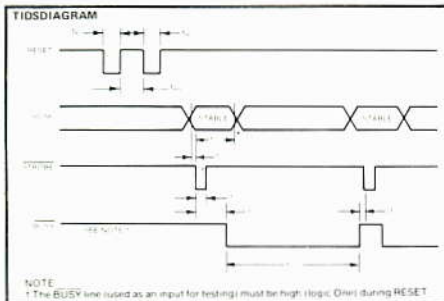 TIDSDIAGRAM
RESET
STABLE
STABLE
STROBE
BUSY
SEE NOTE 1
NOTE
1 The BUSY line (used as an input for testing) must be high (logic One) during RESET